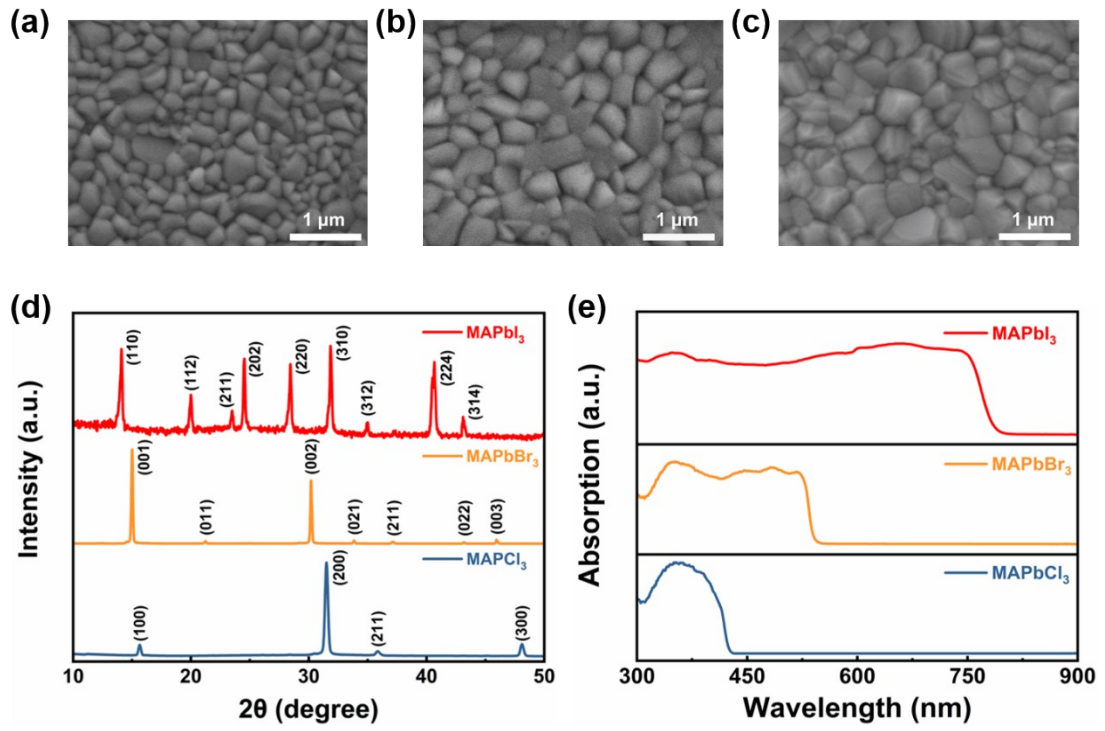 (a)
(b)
(c)
1 μm
1 μm
1 μm
(d)
(e)
Intensity (a.u.)
MAPbI3
(110)
(112)
(211)
(202)
(220)
(310)
(312)
(224)
(314)
MAPbBr3
(001)
(011)
(002)
(021)
(211)
(022)
(003)
MAPCl3
(100)
(200)
(211)
(300)
10
20
30
40
50
2θ (degree)
Absorption (a.u.)
MAPbI3
MAPbBr3
MAPbCl3
300
450
600
750
900
Wavelength (nm)